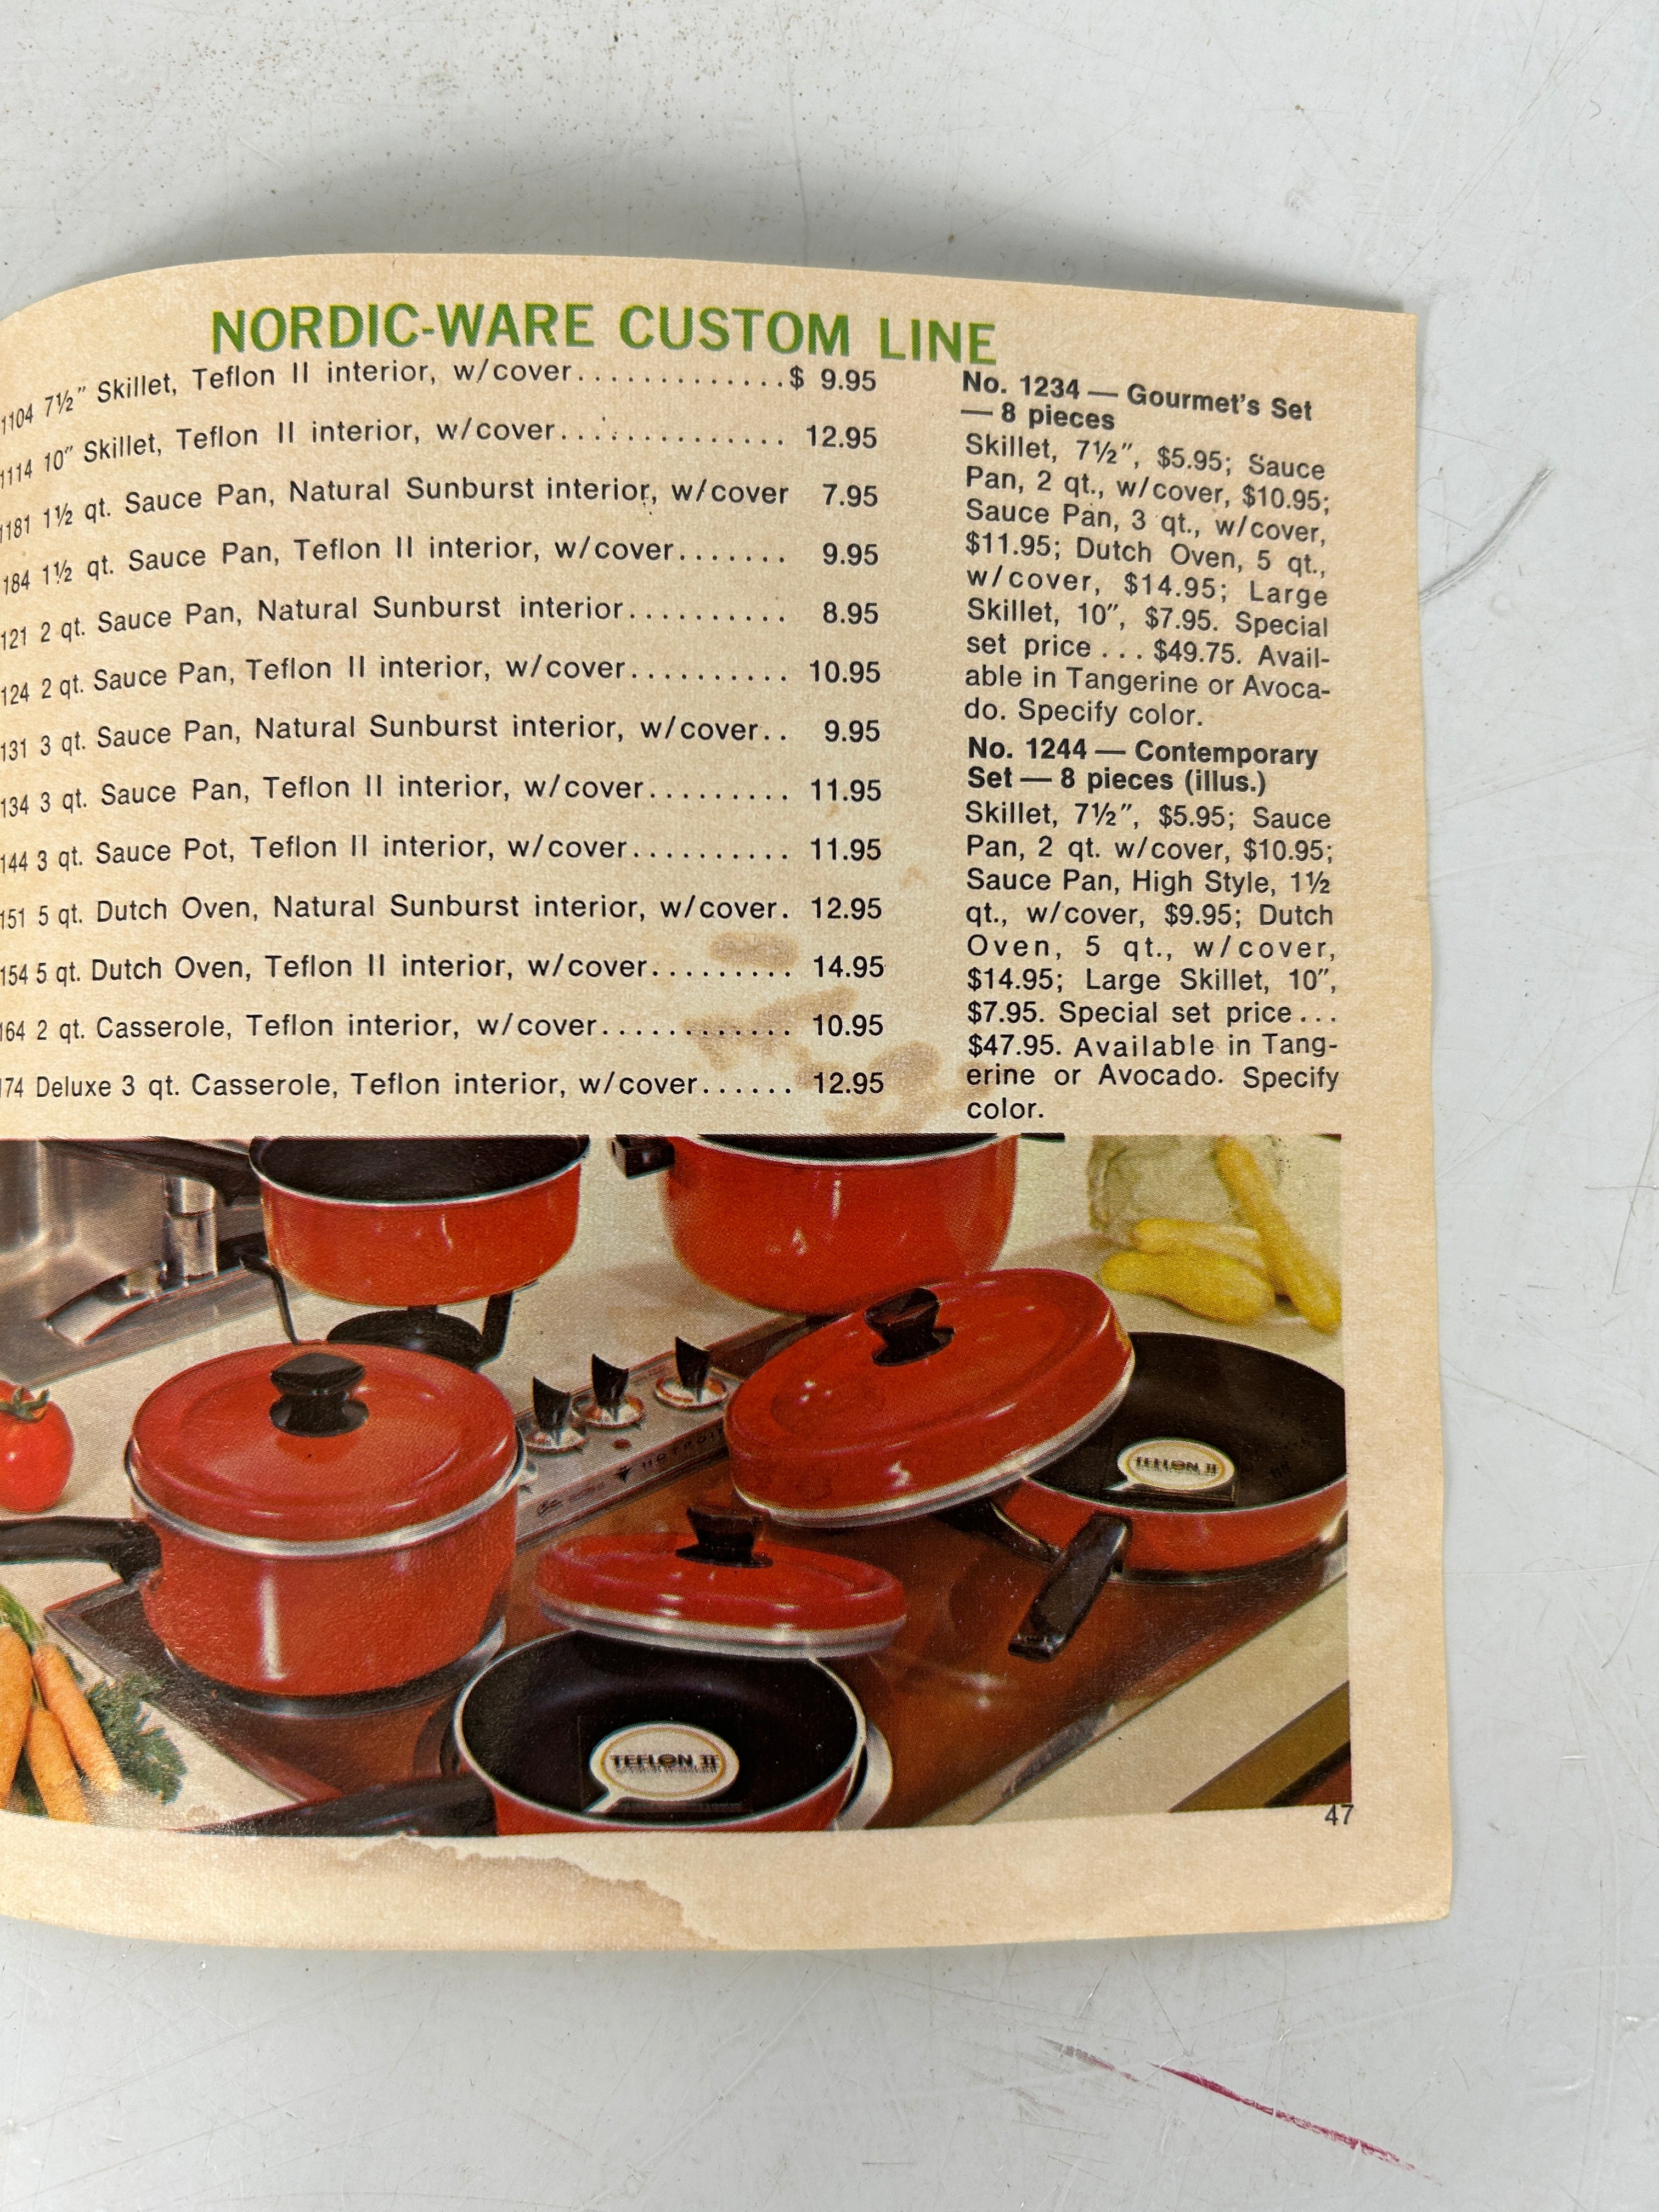 NORDIC-WARE CUSTOM LINE
1104 7½" Skillet, Teflon II interior, w/cover.............$ 9.95
1114 10" Skillet, Teflon II interior, w/cover.............. 12.95
1181 1½ qt. Sauce Pan, Natural Sunburst interior, w/cover 7.95
184 1½ qt. Sauce Pan, Teflon II interior, w/cover....... 9.95
121 2 qt. Sauce Pan, Natural Sunburst interior.......... 8.95
124 2 qt. Sauce Pan, Teflon II interior, w/cover.......... 10.95
131 3 qt. Sauce Pan, Natural Sunburst interior, w/cover.. 9.95
134 3 qt. Sauce Pan, Teflon II interior, w/cover......... 11.95
144 3 qt. Sauce Pot, Teflon II interior, w/cover.......... 11.95
151 5 qt. Dutch Oven, Natural Sunburst interior, w/cover. 12.95
154 5 qt. Dutch Oven, Teflon II interior, w/cover......... 14.95
164 2 qt. Casserole, Teflon interior, w/cover............ 10.95
174 Deluxe 3 qt. Casserole, Teflon interior, w/cover...... 12.95
No. 1234 — Gourmet's Set
— 8 pieces
Skillet, 7½", $5.95; Sauce
Pan, 2 qt., w/cover, $10.95;
Sauce Pan, 3 qt., w/cover,
$11.95; Dutch Oven, 5 qt.,
w/cover, $14.95; Large
Skillet, 10", $7.95. Special
set price ... $49.75. Avail-
able in Tangerine or Avoca-
do. Specify color.
No. 1244 — Contemporary
Set — 8 pieces (illus.)
Skillet, 7½", $5.95; Sauce
Pan, 2 qt. w/cover, $10.95;
Sauce Pan, High Style, 1½
qt., w/cover, $9.95; Dutch
Oven, 5 qt., w/cover,
$14.95; Large Skillet, 10",
$7.95. Special set price...
$47.95. Available in Tang-
erine or Avocado. Specify
color.
HOTPOINT
TEFLON II
TEFLON II
47